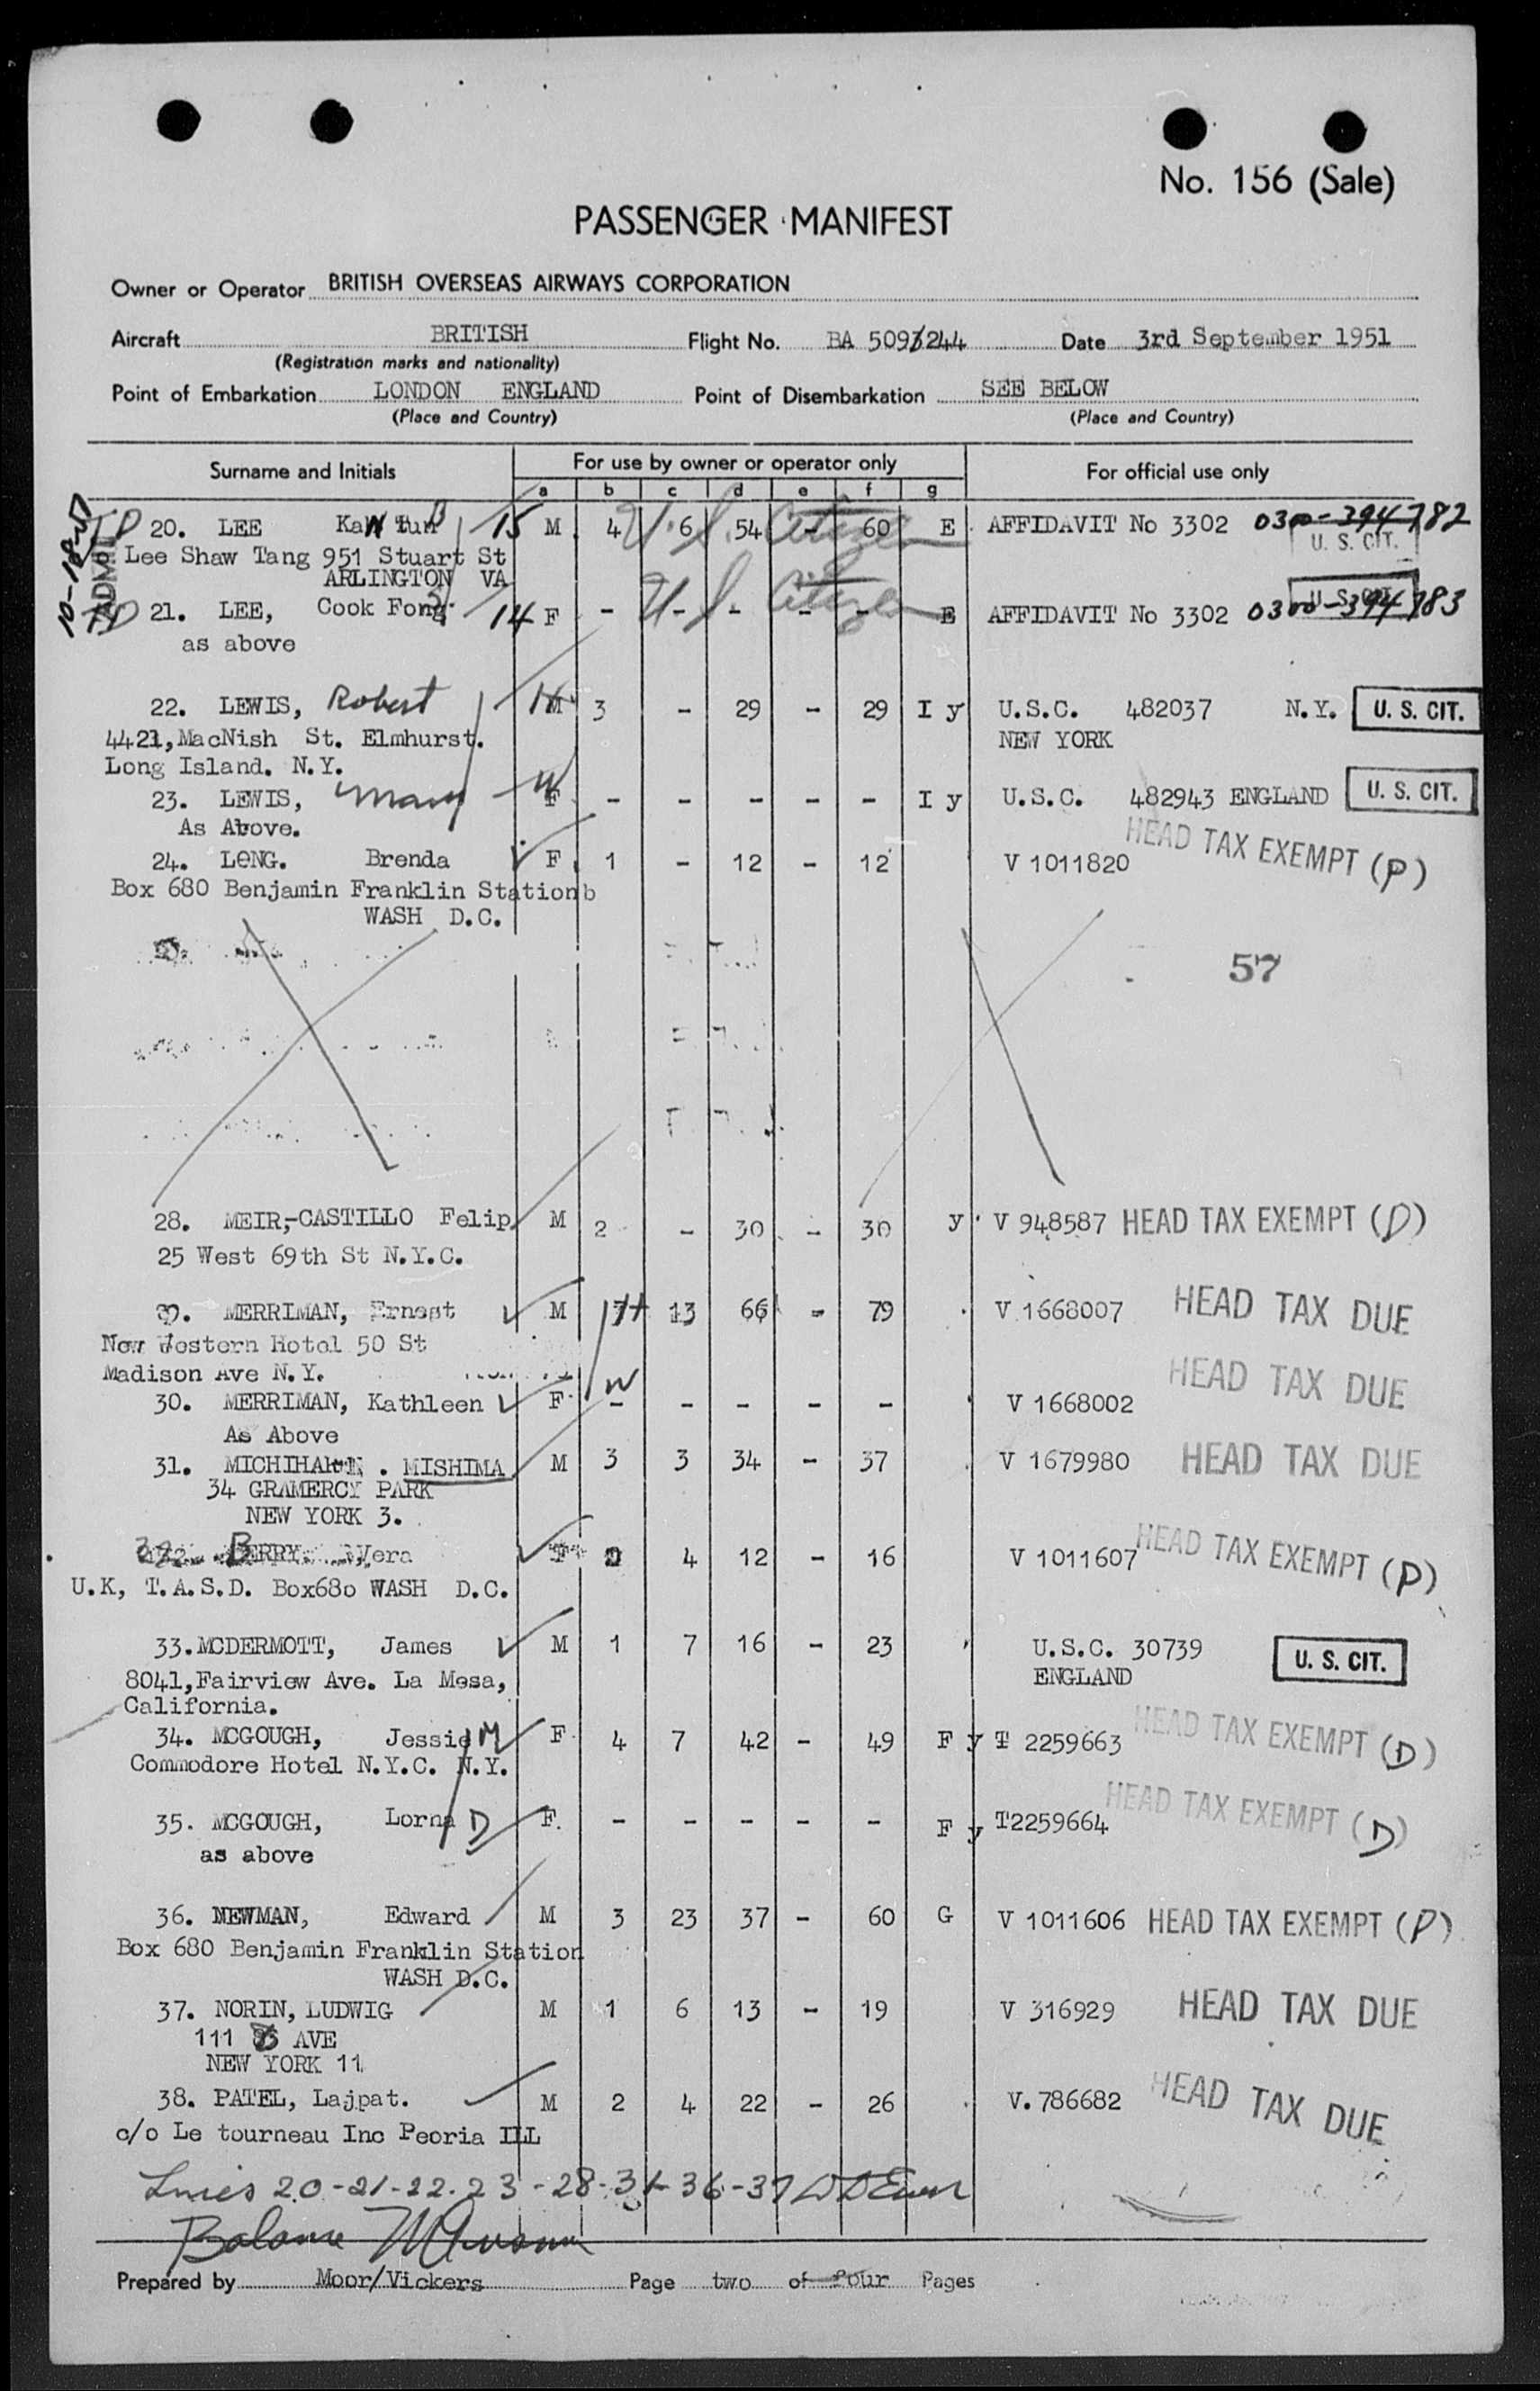 No. 156 (Sale)
PASSENGER MANIFEST
Owner or Operator BRITISH OVERSEAS AIRWAYS CORPORATION
Aircraft BRITISH Flight No. BA 509/244 Date 3rd September 1951
(Registration marks and nationality)
Point of Embarkation LONDON ENGLAND Point of Disembarkation SEE BELOW
(Place and Country) (Place and Country)
Surname and Initials For use by owner or operator only For official use only
a b c d e f g
20. LEE 15 M 4 6 54 - 60 E AFFIDAVIT No 3302 0300-394782
U.S. Citizen U. S. CIT.
Lee Shaw Tang 951 Stuart St
ARLINGTON VA
21. LEE, Cook Fong 14 F - - - - - E AFFIDAVIT No 3302 0300-394783
U.S. Citizen U. S. CIT.
as above
22. LEWIS, Robert H M 3 - 29 - 29 I y U.S.C. 482037 N.Y. U. S. CIT.
4421, MacNish St. Elmhurst. NEW YORK
Long Island. N.Y.
23. LEWIS, Mary W F - - - - - I y U.S.C. 482943 ENGLAND U. S. CIT.
As Above.
24. LONG. Brenda F 1 - 12 - 12 V 1011820 HEAD TAX EXEMPT (P)
Box 680 Benjamin Franklin Station b
WASH D.C.
57
28. MEIR,-CASTILLO Felip M 2 - 30 - 30 y V 948587 HEAD TAX EXEMPT (P)
25 West 69th St N.Y.C.
MERRIMAN, Ernest M H 13 66 - 79 V 1668007 HEAD TAX DUE
New Western Hotel 50 St
Madison Ave N.Y.
30. MERRIMAN, Kathleen F W - - - - - V 1668002 HEAD TAX DUE
As Above
31. . MISHIMA M 3 3 34 - 37 V 1679980 HEAD TAX DUE
34 GRAMERCY PARK
NEW YORK 3.
BERRY Vera F 4 12 - 16 V 1011607 HEAD TAX EXEMPT (P)
U.K, T.A.S.D. Box680 WASH D.C.
33. MCDERMOTT, James M 1 7 16 - 23 U.S.C. 30739 U. S. CIT.
8041, Fairview Ave. La Mesa, ENGLAND
California.
34. MCGOUGH, Jessie M F 4 7 42 - 49 F y T 2259663 HEAD TAX EXEMPT (D)
Commodore Hotel N.Y.C. N.Y.
35. MCGOUGH, Lorna D F. - - - - - F y T2259664 HEAD TAX EXEMPT (D)
as above
36. NEWMAN, Edward M 3 23 37 - 60 G V 1011606 HEAD TAX EXEMPT (P)
Box 680 Benjamin Franklin Station
WASH D.C.
37. NORIN, LUDWIG M 1 6 13 - 19 V 316929 HEAD TAX DUE
111 AVE
NEW YORK 11
38. PATEL, Lajpat. M 2 4 22 - 26 V. 786682 HEAD TAX DUE
c/o Le tourneau Inc Peoria ILL
Lines 20-21-22-23-28-31-36-37
Balance
Prepared by Moor/Vickers Page two of four Pages